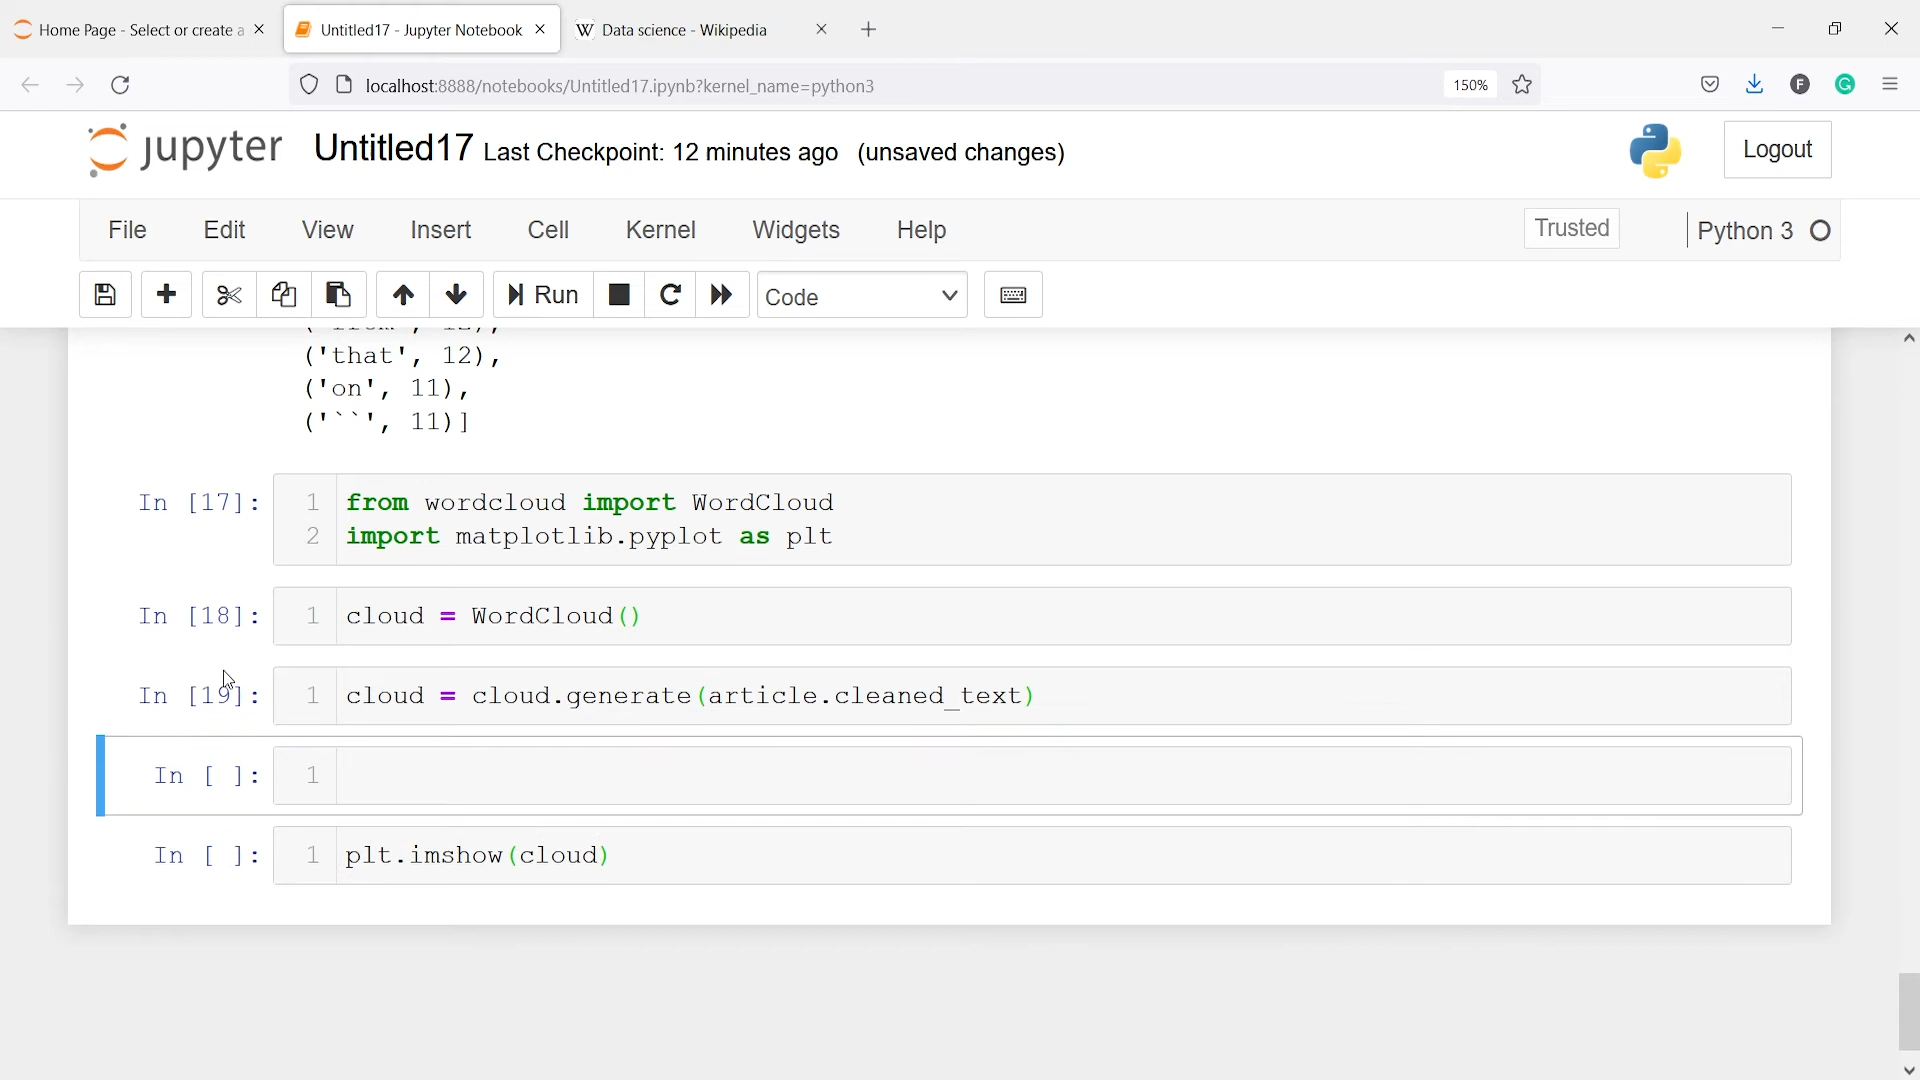 Home Page - Select or create a
Untitled17 - Jupyter Notebook
W Data science - Wikipedia
localhost:8888/notebooks/Untitled17.ipynb?kernel_name=python3
150%
F
G
jupyter Untitled17 Last Checkpoint: 12 minutes ago (unsaved changes)
Logout
File Edit View Insert Cell Kernel Widgets Help
Trusted
Python 3
Run
Code
('that', 12),
('on', 11),
('``', 11)]
In [17]: 1 from wordcloud import WordCloud
2 import matplotlib.pyplot as plt
In [18]: 1 cloud = WordCloud()
In [19]: 1 cloud = cloud.generate(article.cleaned_text)
In [ ]: 1
In [ ]: 1 plt.imshow(cloud)